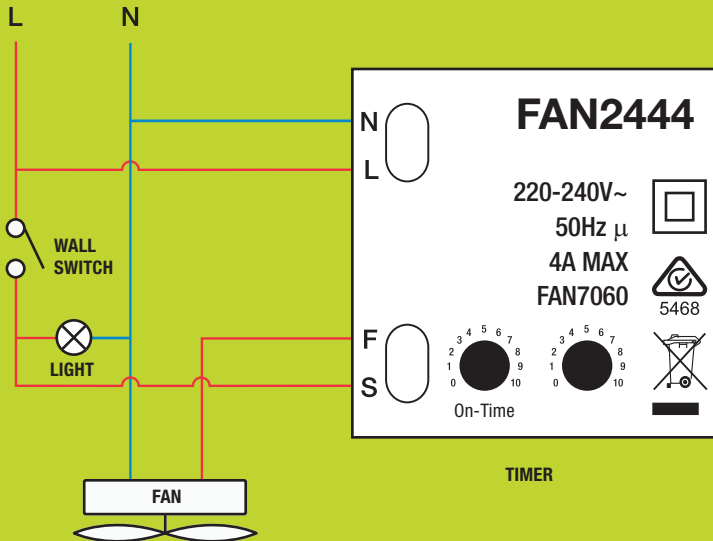 L N
N
L
FAN2444
220-240V~
50Hz µ
4A MAX
FAN7060
5468
WALL
SWITCH
LIGHT
F
S
0 1 2 3 4 5 6 7 8 9 10
0 1 2 3 4 5 6 7 8 9 10
On-Time
TIMER
FAN